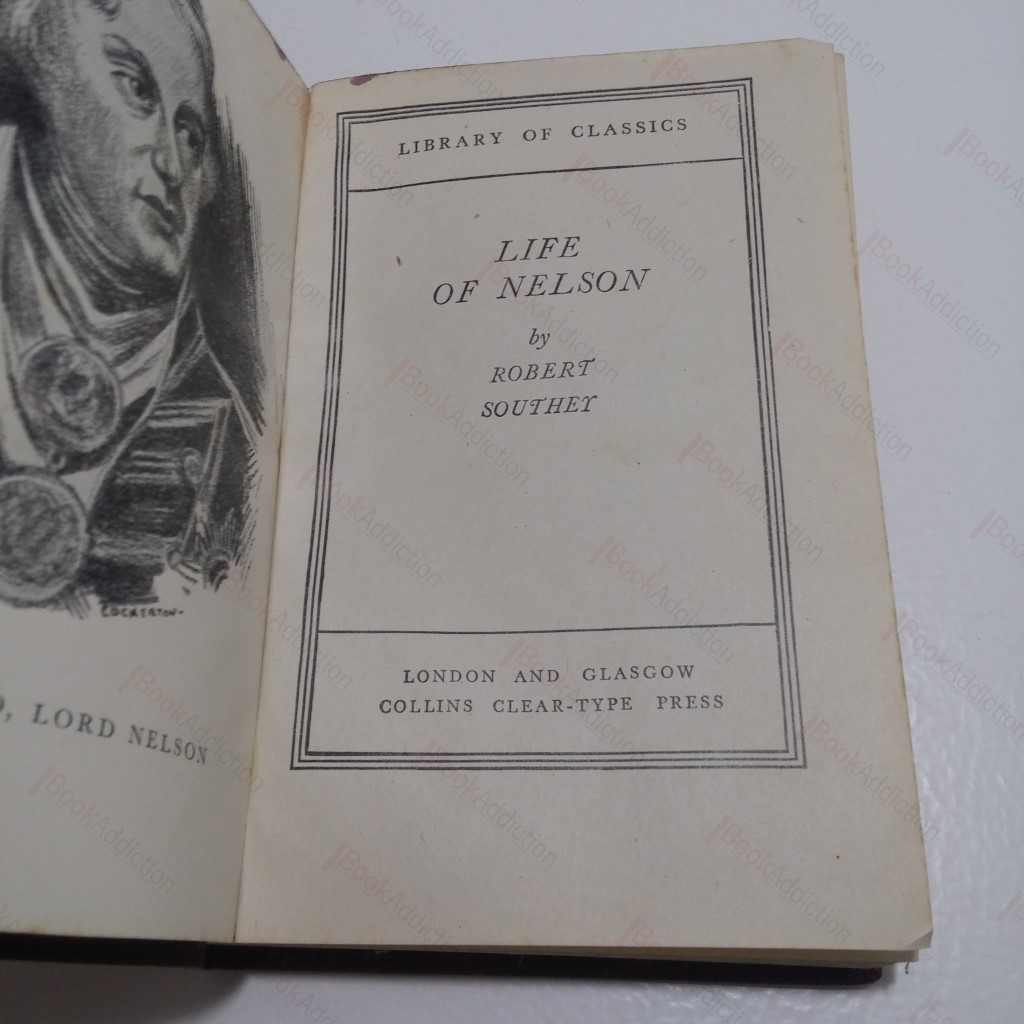 COCKERTON-
, LORD NELSON
LIBRARY OF CLASSICS
LIFE
OF NELSON
by
ROBERT
SOUTHEY
LONDON AND GLASGOW
COLLINS CLEAR-TYPE PRESS
BookAddiction